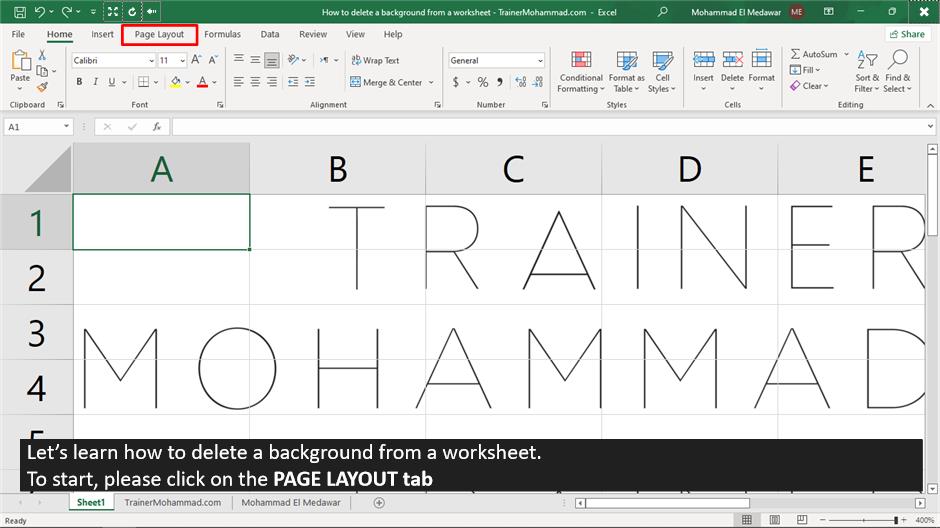 How to delete a background from a worksheet - TrainerMohammad.com - Excel
Mohammad El Medawar ME
File Home Insert Page Layout Formulas Data Review View Help Share
Paste
Clipboard
Calibri 11
B I U
Font
Wrap Text
Merge & Center
Alignment
General
Number
Conditional Formatting
Format as Table
Cell Styles
Styles
Insert Delete Format
Cells
AutoSum
Fill
Clear
Sort & Filter
Find & Select
Editing
A1 fx
A B C D E
1
2
3
4
5
TRAINER
MOHAMMAD
Let’s learn how to delete a background from a worksheet.
To start, please click on the PAGE LAYOUT tab
Sheet1 TrainerMohammad.com Mohammad El Medawar
Ready 400%